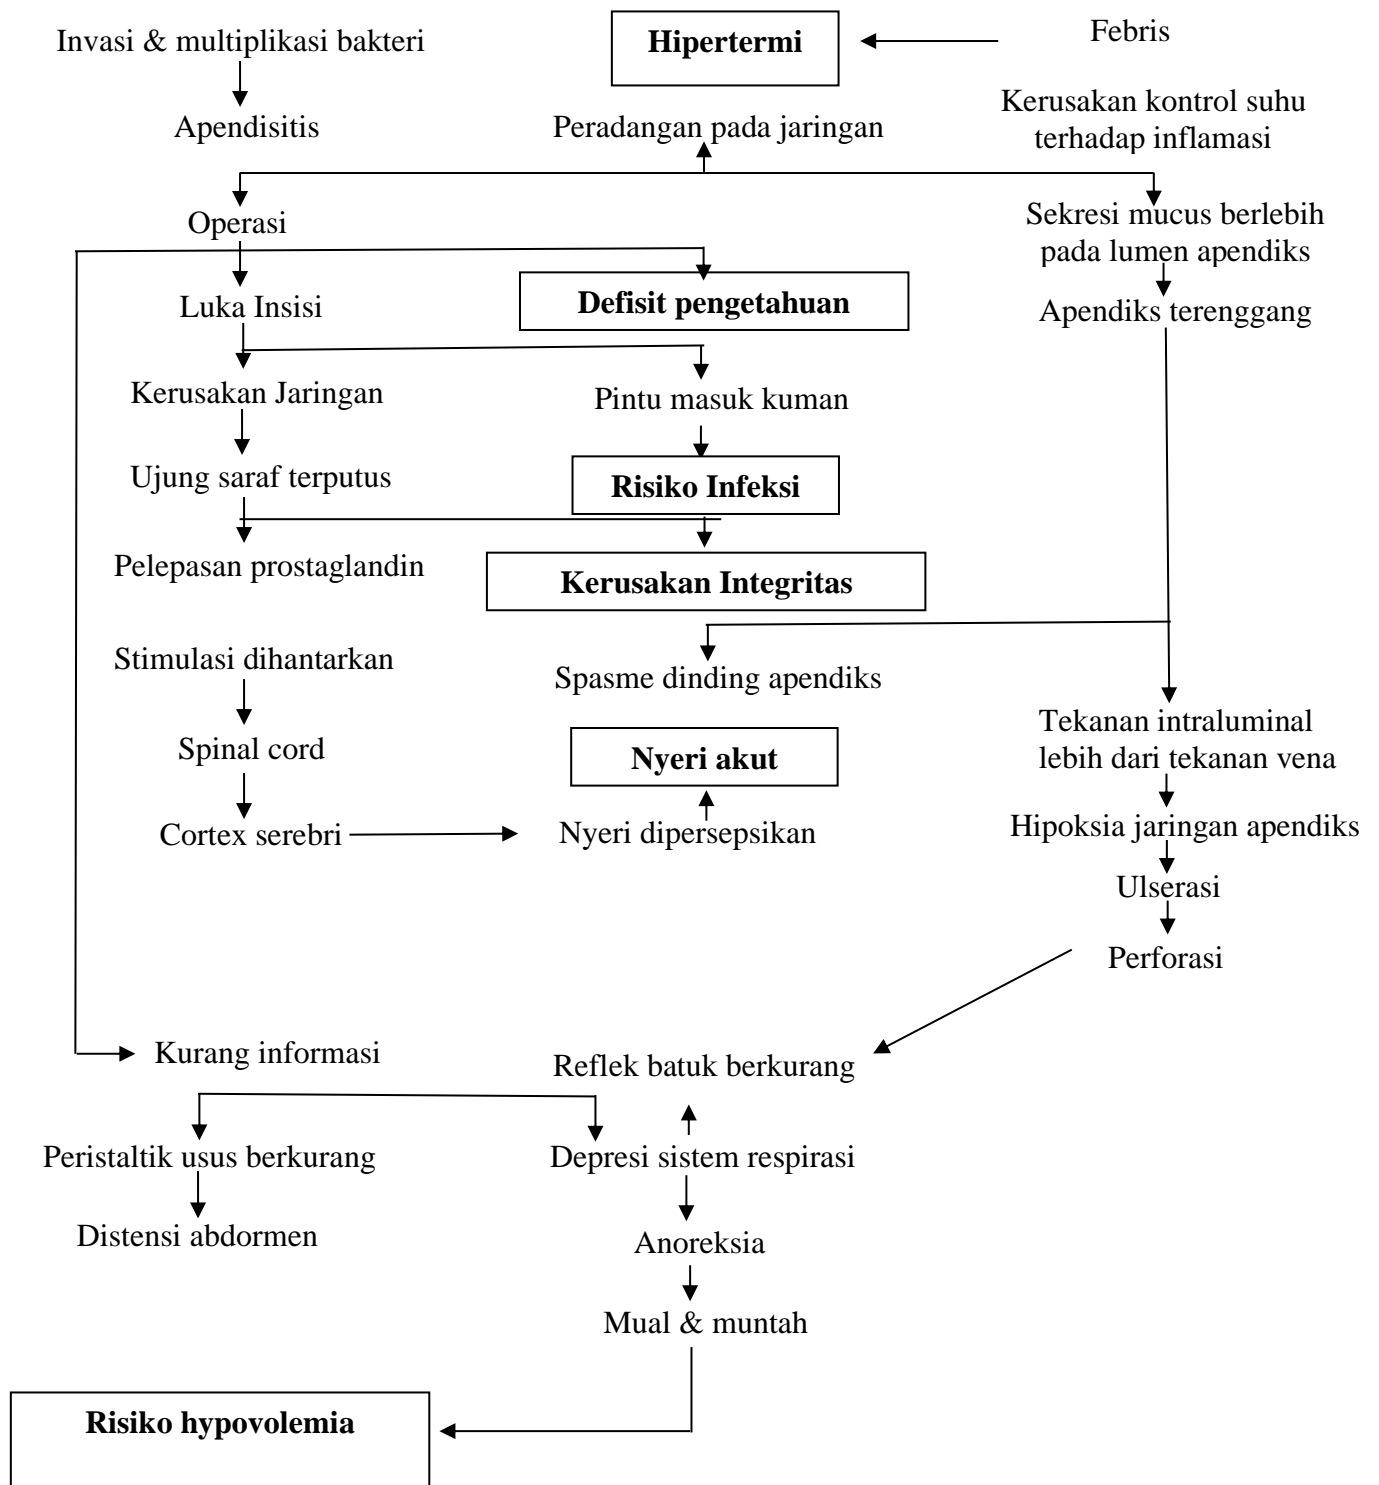 Invasi & multiplikasi bakteri
Hipertermi
Febris
Apendisitis
Peradangan pada jaringan
Kerusakan kontrol suhu
terhadap inflamasi
Operasi
Sekresi mucus berlebih
pada lumen apendiks
Luka Insisi
Defisit pengetahuan
Apendiks terenggang
Kerusakan Jaringan
Pintu masuk kuman
Ujung saraf terputus
Risiko Infeksi
Pelepasan prostaglandin
Kerusakan Integritas
Stimulasi dihantarkan
Spasme dinding apendiks
Spinal cord
Nyeri akut
Tekanan intraluminal
lebih dari tekanan vena
Cortex serebri
Nyeri dipersepsikan
Hipoksia jaringan apendiks
Ulserasi
Perforasi
Kurang informasi
Reflek batuk berkurang
Peristaltik usus berkurang
Depresi sistem respirasi
Distensi abdormen
Anoreksia
Mual & muntah
Risiko hypovolemia